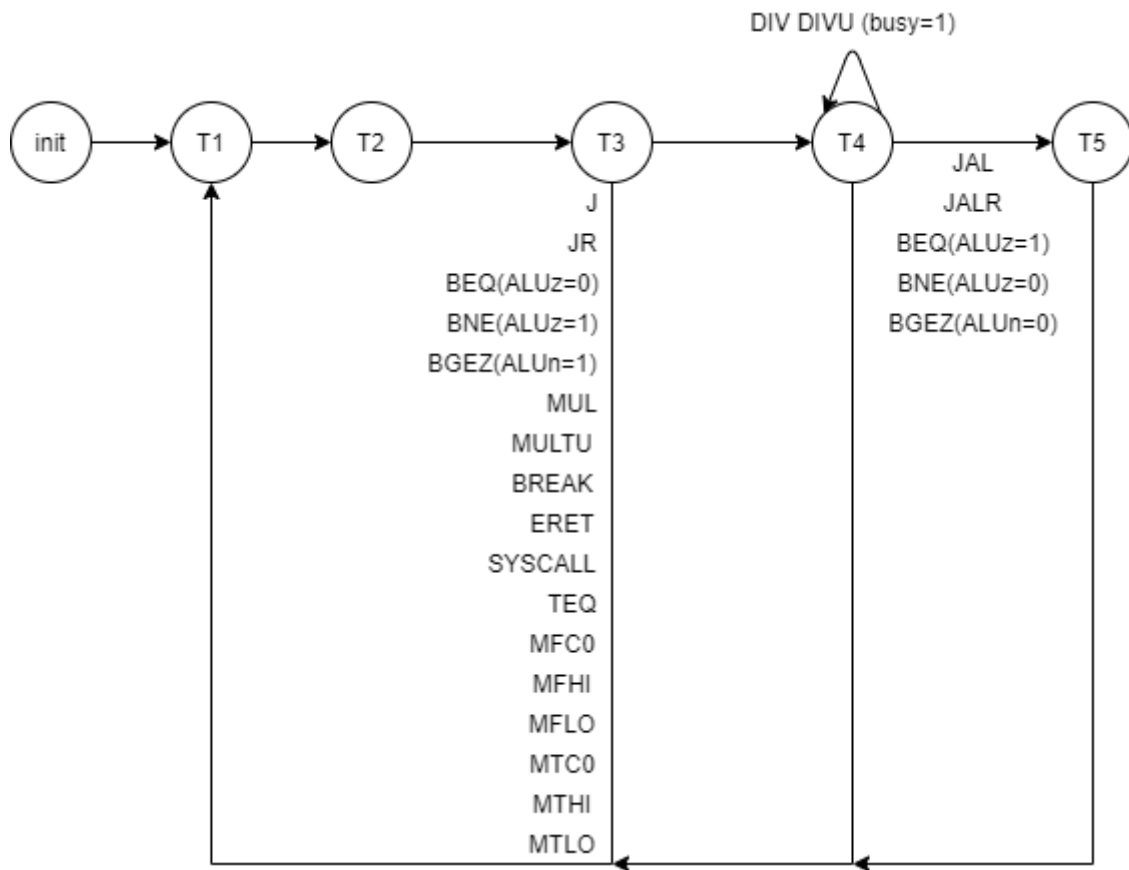 DIV DIVU (busy=1)
init
T1
T2
T3
T4
T5
J
JR
BEQ(ALUz=0)
BNE(ALUz=1)
BGEZ(ALUn=1)
MUL
MULTU
BREAK
ERET
SYSCALL
TEQ
MFC0
MFHI
MFLO
MTC0
MTHI
MTLO
JAL
JALR
BEQ(ALUz=1)
BNE(ALUz=0)
BGEZ(ALUn=0)